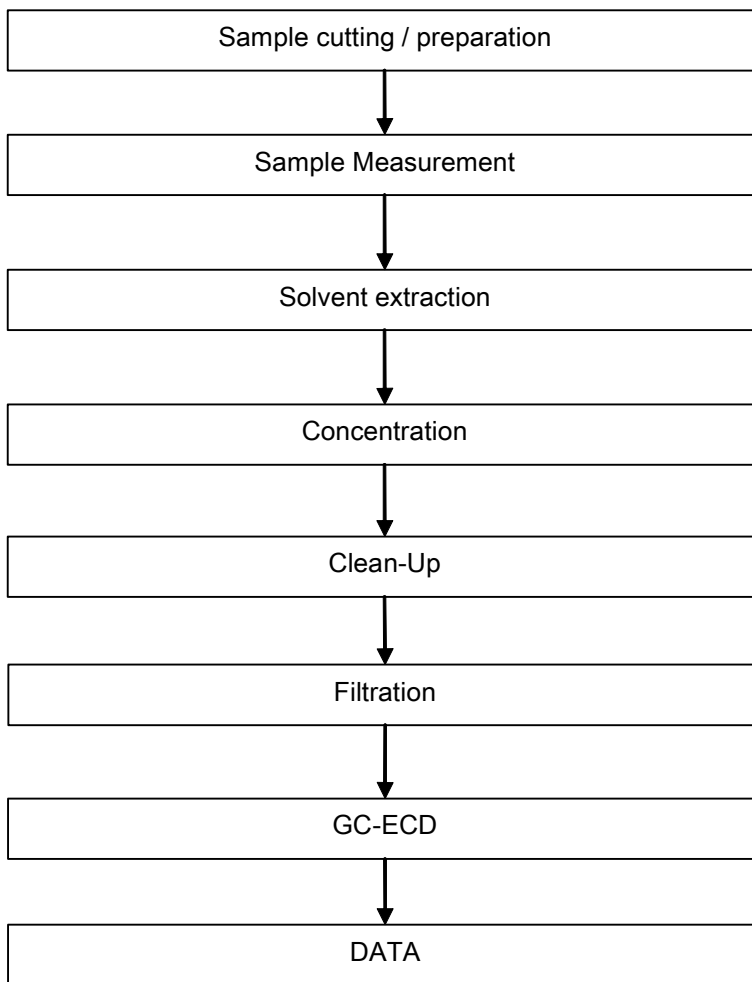 Sample cutting / preparation
Sample Measurement
Solvent extraction
Concentration
Clean-Up
Filtration
GC-ECD
DATA